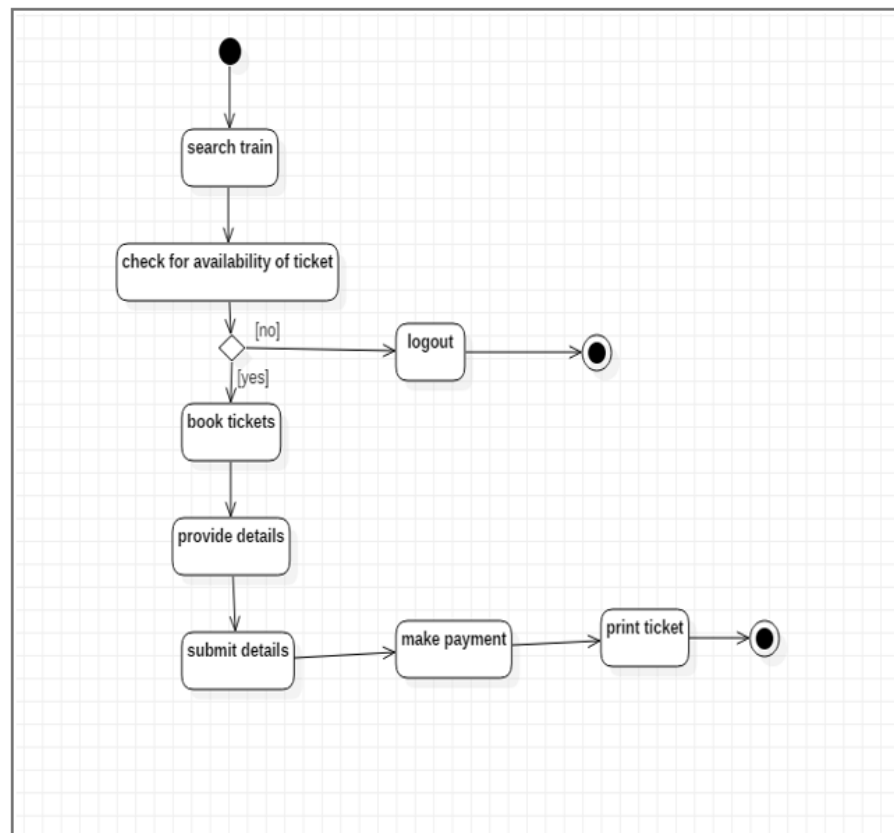 search train
check for availability of ticket
[no]
logout
[yes]
book tickets
provide details
submit details
make payment
print ticket